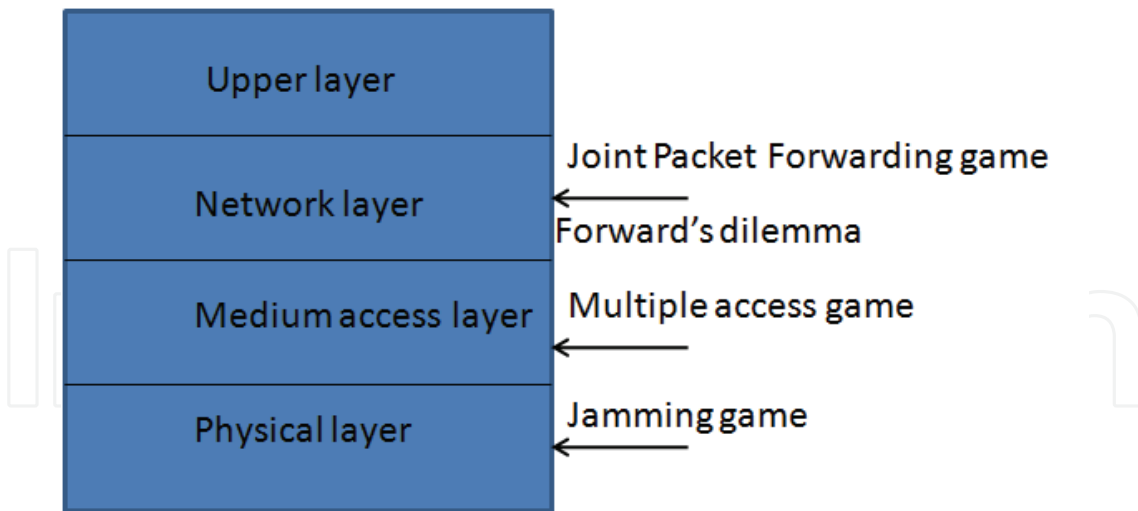 Upper layer
Joint Packet Forwarding game
Network layer
Forward's dilemma
Multiple access game
Medium access layer
Jamming game
Physical layer